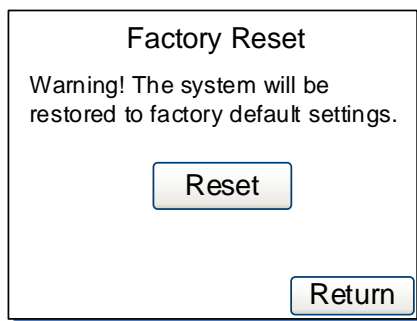 Factory Reset
Warning! The system will be
restored to factory default settings.
Reset
Return